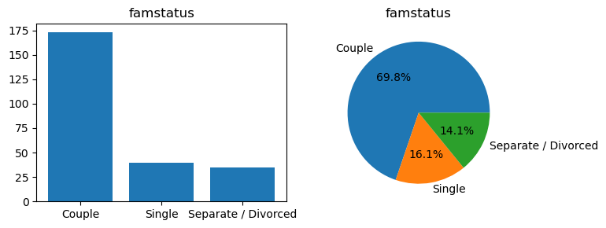 famstatus
175
150
125
100
75
50
25
0
Couple
Single
Separate / Divorced
famstatus
Couple
69.8%
14.1%
Separate / Divorced
16.1%
Single